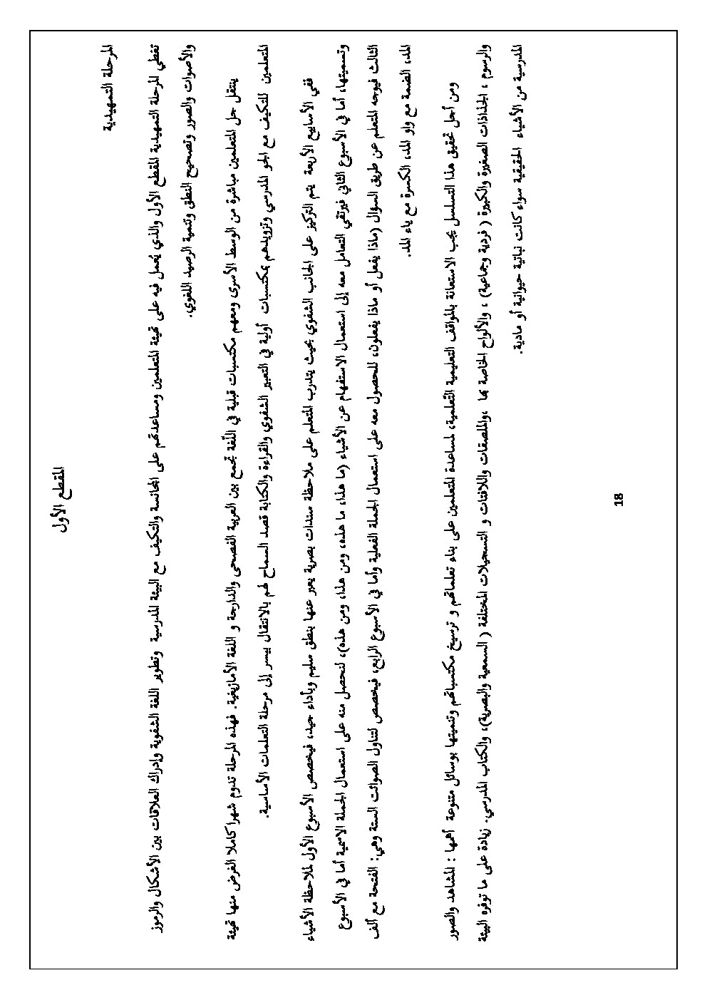 المقطع الأول
المرحلة التمهيدية
تغطي المرحلة التمهيدية المقطع الأول والذي يُعمل فيه على تهيئة المتعلمين ومساعدتهم على المجانسة والتكيف مع البيئة المدرسية وتطوير اللغة الشفوية وإدراك العلاقات بين الأشكال والرموز
والأصوات والصور وتصحيح النطق وتنمية الرصيد اللغوي.
ينتقل جل المتعلمين مباشرة من الوسط الأسري ومعهم مكتسبات قبلية في اللّغة تجمع بين العربية الفصحى والدارجة و اللغة الأمازيغية. فهذه المرحلة تدوم شهرا كاملا الغرض منها تهيئة
المتعلمين للتكيف مع الجو المدرسي وتزويدهم بمكتسبات أولية في التعبير الشفوي والقراءة والكتابة قصد السماح لهم بالانتقال بيسر إلى مرحلة التعلمات الأساسية.
ففي الأسابيع الأربعة يتم التركيز على الجانب الشفوي بحيث يتدرب المتعلم على ملاحظة سندات بصرية يعبر عنها بنطق سليم وبأداء جيد، فيخصص الأسبوع الأول لملاحظة الأشياء
وتسميتها، أما في الأسبوع الثاني فيرتقي التعامل معه إلى استعمال الاستفهام عن الأشياء (ما هذا، ما هذه، ومن هذا، ومن هذه)، لتحصل منه على استعمال الجملة الاسمية أما في الأسبوع
الثالث فيوجه المتعلم عن طريق السؤال (ماذا يفعل أو ماذا يفعلون، للحصول معه على استعمال الجملة الفعلية وأما في الأسبوع الرابع، فيخصص لتناول الصوائت الستة وهي: الفتحة مع ألف
المد، الضمة مع واو المد، الكسرة مع ياء المد.
ومن أجل تحقيق هذا التسلسل يجب الاستعانة بالمواقف التعليمية التّعلمية، لمساعدة المتعلمين على بناء تعلماتهم و ترسيخ مكتسباتهم وتنميتها بوسائل متنوعة أهمها : المشاهد والصور
والرسوم ، الجذاذات الصغيرة والكبيرة ( فردية وجماعية) ، والألواح الخاصة بها ،والملصقات واللافتات و التسجيلات المختلفة ( السمعية والبصرية)، والكتاب المدرسي. زيادة على ما توفره البيئة
المدرسية من الأشياء الحقيقية سواء كانت نباتية حيوانية أو مادية.
18